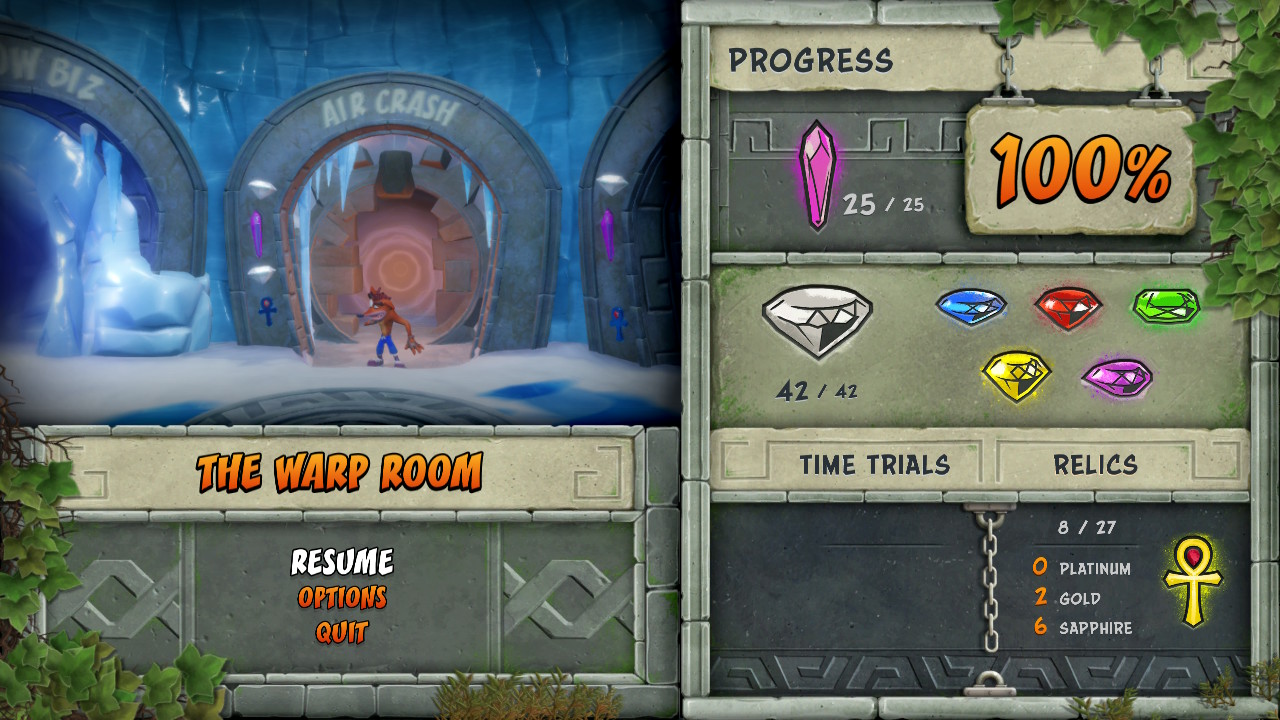 OW BIZ
AIR CRASH
THE WARP ROOM
RESUME
OPTIONS
QUIT
PROGRESS
25 / 25
100%
42 / 42
TIME TRIALS
RELICS
8 / 27
0 PLATINUM
2 GOLD
6 SAPPHIRE